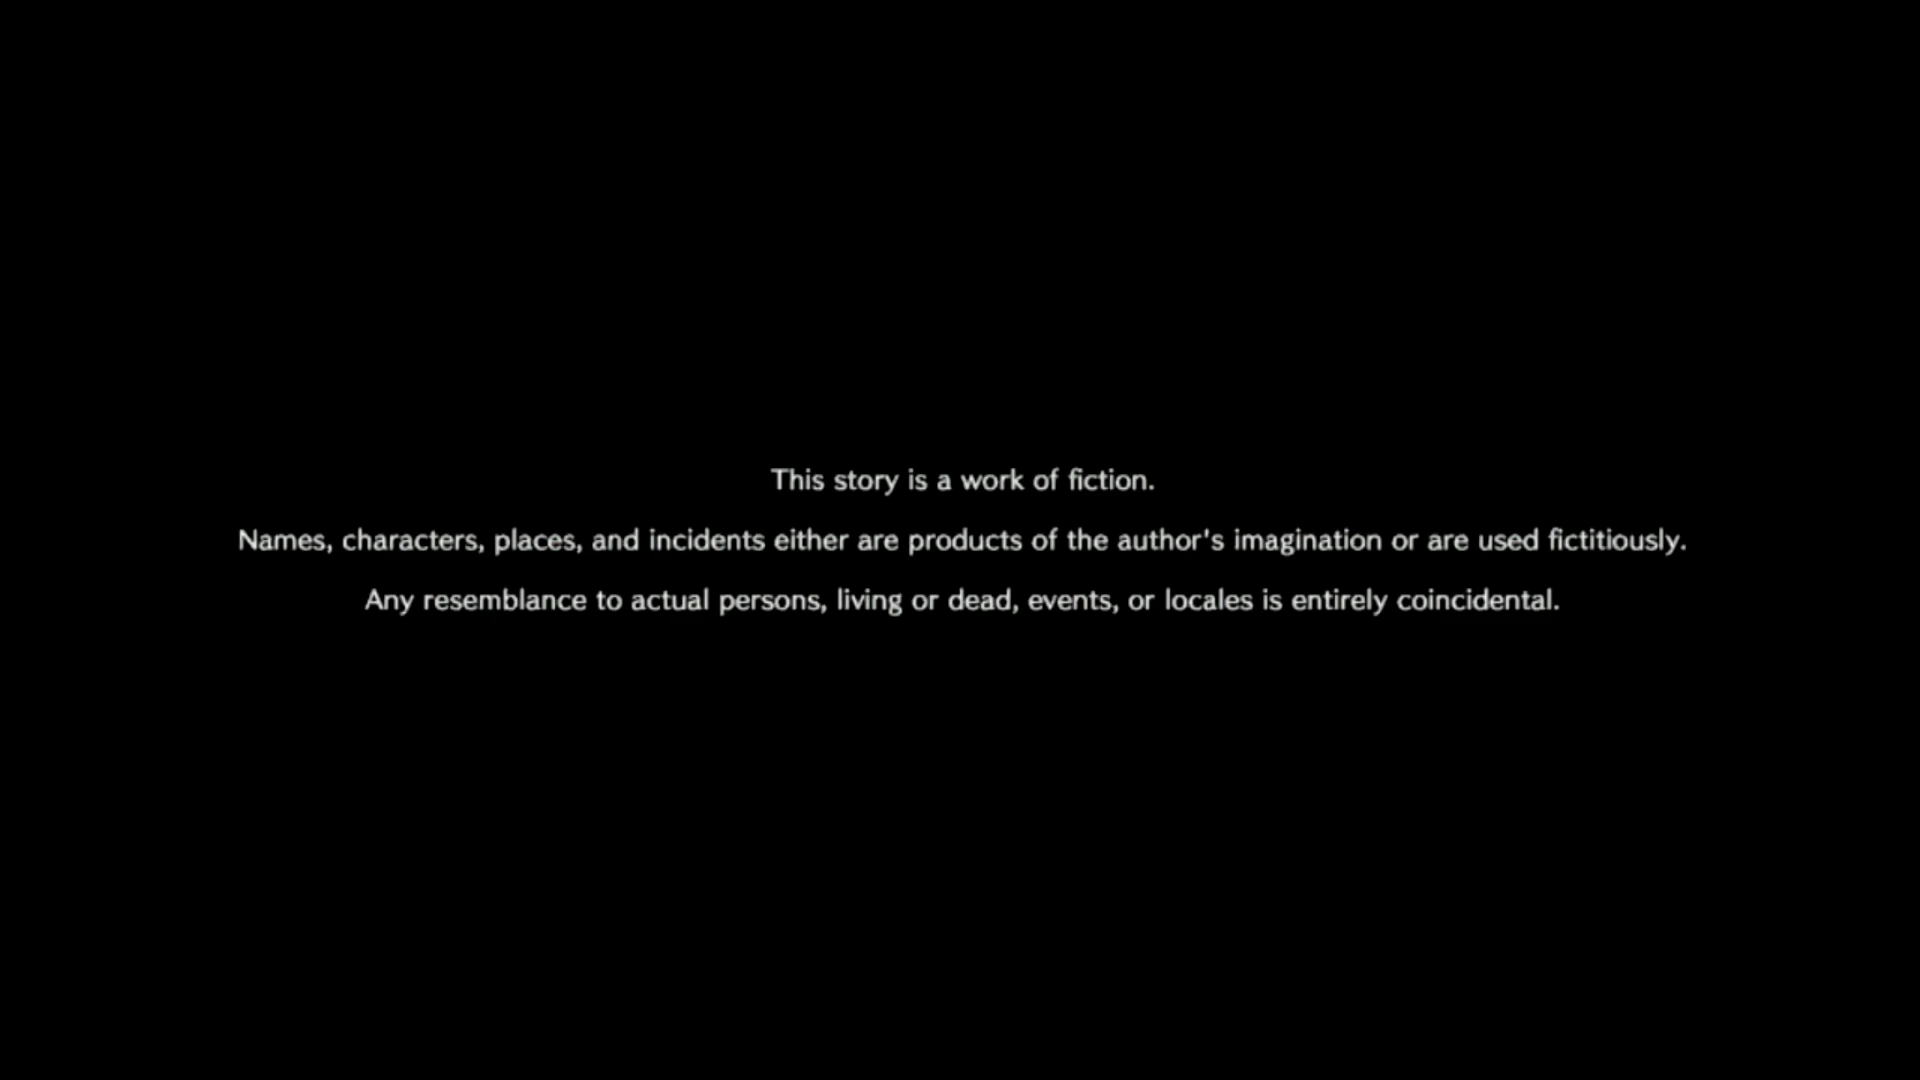 This story is a work of fiction.
Names, characters, places, and incidents either are products of the author's imagination or are used fictitiously.
Any resemblance to actual persons, living or dead, events, or locales is entirely coincidental.